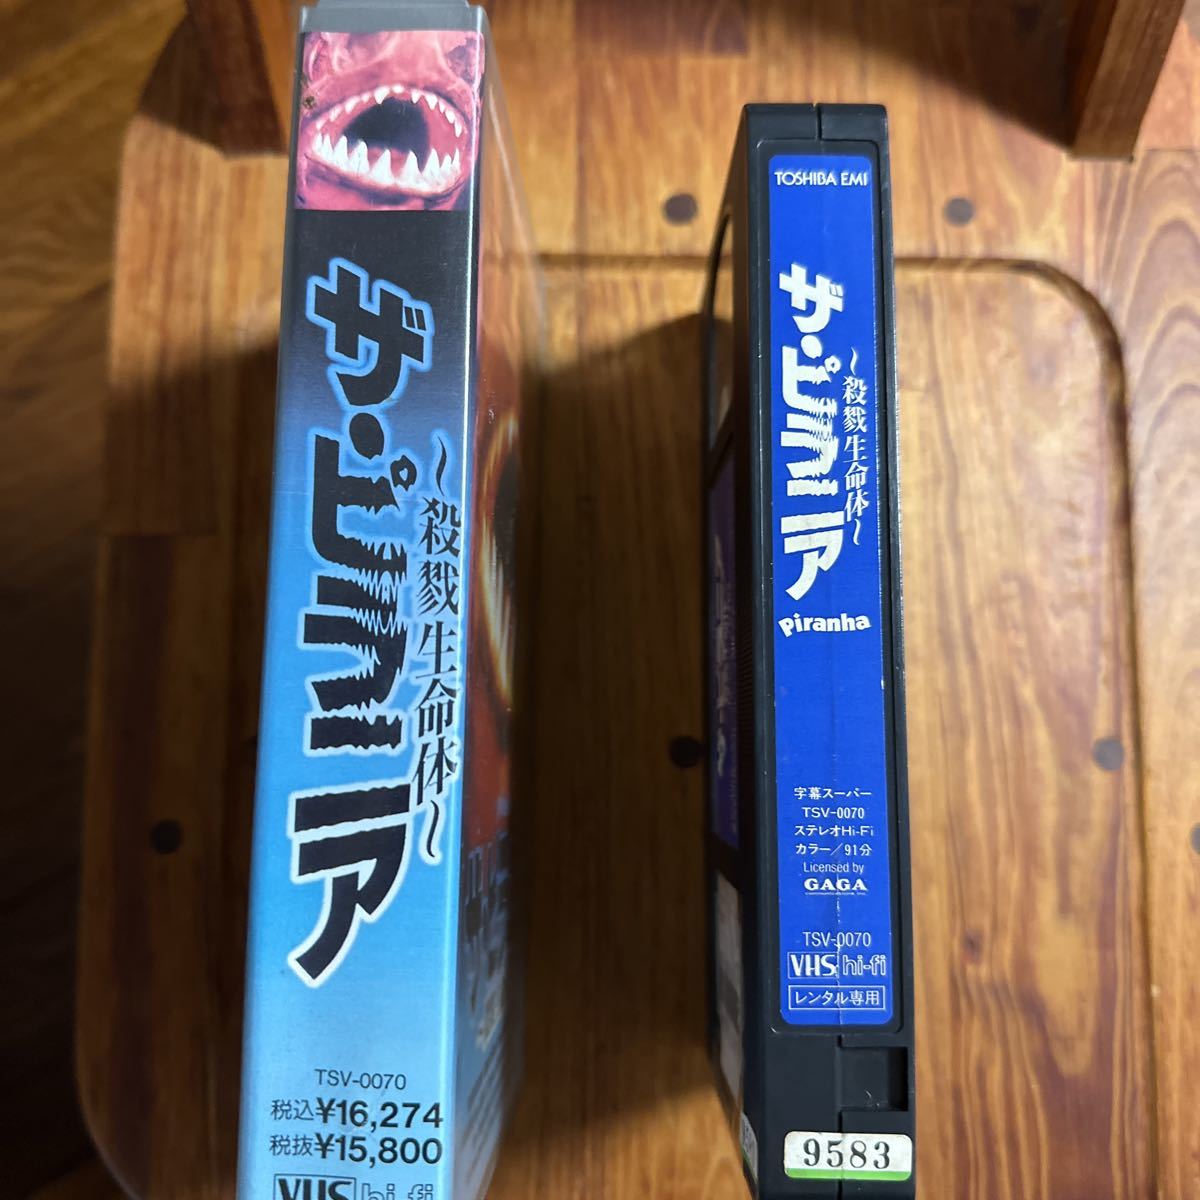 ザ・ピラニア
～殺戮生命体～
TSV-0070
税込¥16,274
税抜¥15,800
VHS hi-fi
TOSHIBA EMI
ザ・ピラニア
～殺戮生命体～
Piranha
字幕スーパー
TSV-0070
ステレオHi-Fi
カラー／91分
Licensed by
GAGA
TSV-0070
VHS hi-fi
レンタル専用
9583